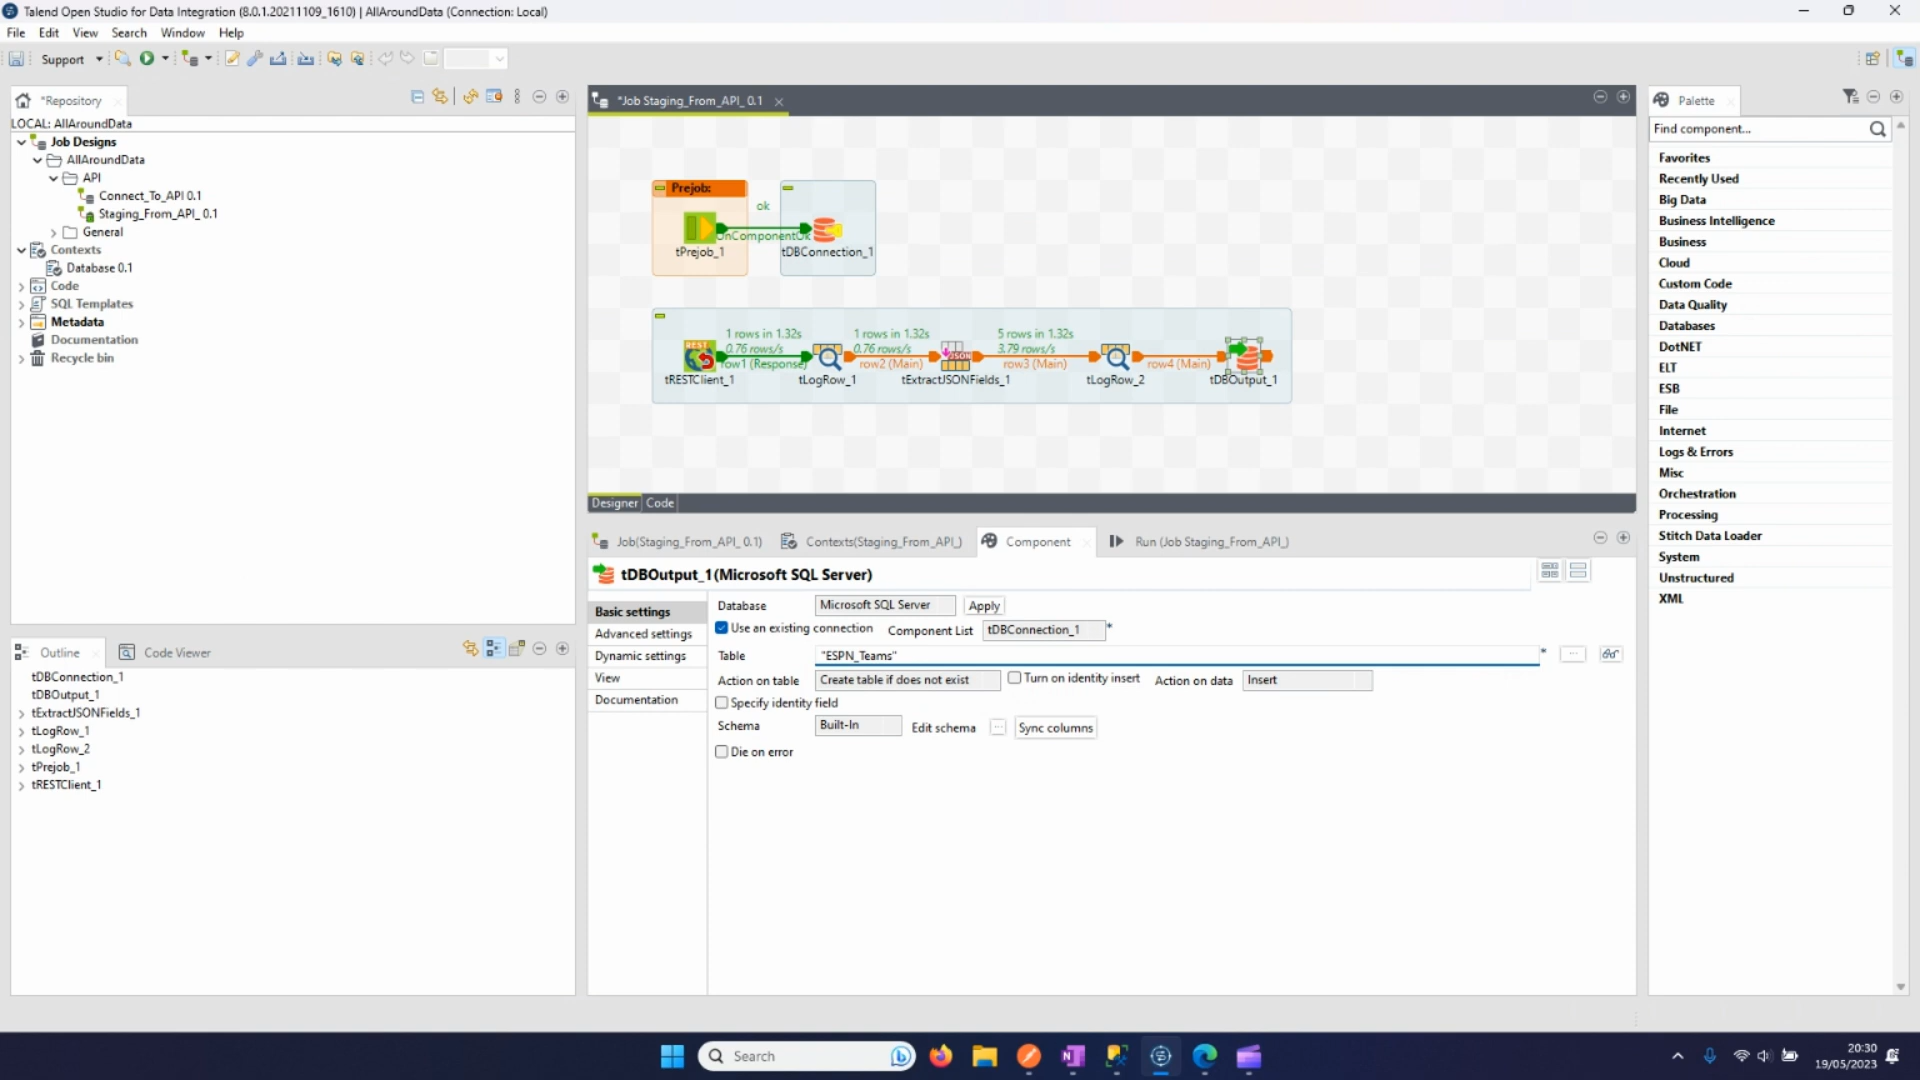 Talend Open Studio for Data Integration (8.0.1.20211109_1610) | AllAroundData (Connection: Local)
File Edit View Search Window Help
Support
*Repository
LOCAL: AllAroundData
Job Designs
AllAroundData
API
Connect_To_API 0.1
Staging_From_API_ 0.1
General
Contexts
Database 0.1
Code
SQL Templates
Metadata
Documentation
Recycle bin
Outline
Code Viewer
tDBConnection_1
tDBOutput_1
tExtractJSONFields_1
tLogRow_1
tLogRow_2
tPrejob_1
tRESTClient_1
*Job Staging_From_API_ 0.1
Prejob:
ok
OnComponentOk
tPrejob_1
tDBConnection_1
1 rows in 1.32s
0.76 rows/s
row1 (Response)
1 rows in 1.32s
0.76 rows/s
row2 (Main)
5 rows in 1.32s
3.79 rows/s
row3 (Main)
row4 (Main)
REST
JSON
tRESTClient_1
tLogRow_1
tExtractJSONFields_1
tLogRow_2
tDBOutput_1
Designer Code
Job(Staging_From_API_ 0.1)
Contexts(Staging_From_API_)
Component
Run (Job Staging_From_API_)
tDBOutput_1(Microsoft SQL Server)
Basic settings
Advanced settings
Dynamic settings
View
Documentation
Database Microsoft SQL Server Apply
Use an existing connection Component List tDBConnection_1 *
Table "ESPN_Teams" * ...
Action on table Create table if does not exist Turn on identity insert Action on data Insert
Specify identity field
Schema Built-In Edit schema ... Sync columns
Die on error
Palette
Find component...
Favorites
Recently Used
Big Data
Business Intelligence
Business
Cloud
Custom Code
Data Quality
Databases
DotNET
ELT
ESB
File
Internet
Logs & Errors
Misc
Orchestration
Processing
Stitch Data Loader
System
Unstructured
XML
Search
20:30
19/05/2023